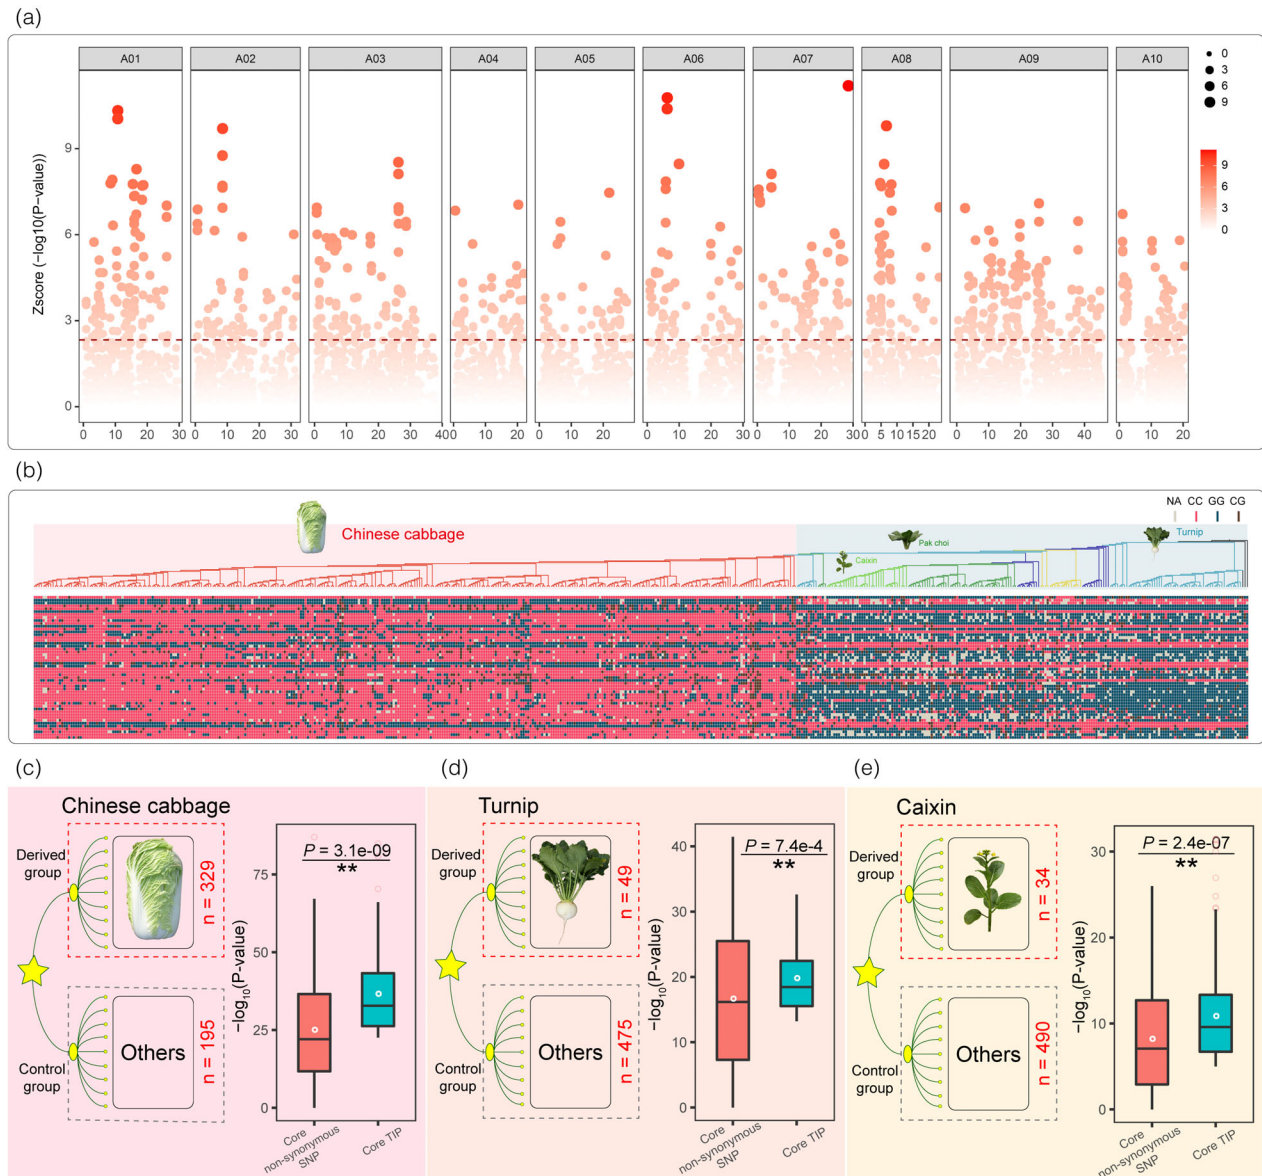 (a)
A01 A02 A03 A04 A05 A06 A07 A08 A09 A10
Zscore (−log10(P−value))
9
6
3
0
0 10 20 30 0 10 20 30 0 10 20 30 40 0 10 20 0 10 20 0 10 20 30 0 10 20 30 0 5 10 15 20 0 20 40 0 10 20
0
3
6
9
9
6
3
0
(b)
NA CC GG CG
Chinese cabbage
Caixin
Pak choi
Turnip
(c)
Chinese cabbage
Derived
group
n = 329
Control
group
Others
n = 195
−log10(P−value)
75
50
25
0
P = 3.1e-09
**
Core
non-synonymous
SNP
Core TIP
(d)
Turnip
Derived
group
n = 49
Control
group
Others
n = 475
−log10(P−value)
40
30
20
10
0
P = 7.4e-4
**
Core
non-synonymous
SNP
Core TIP
(e)
Caixin
Derived
group
n = 34
Control
group
Others
n = 490
−log10(P−value)
30
20
10
0
P = 2.4e-07
**
Core
non-synonymous
SNP
Core TIP